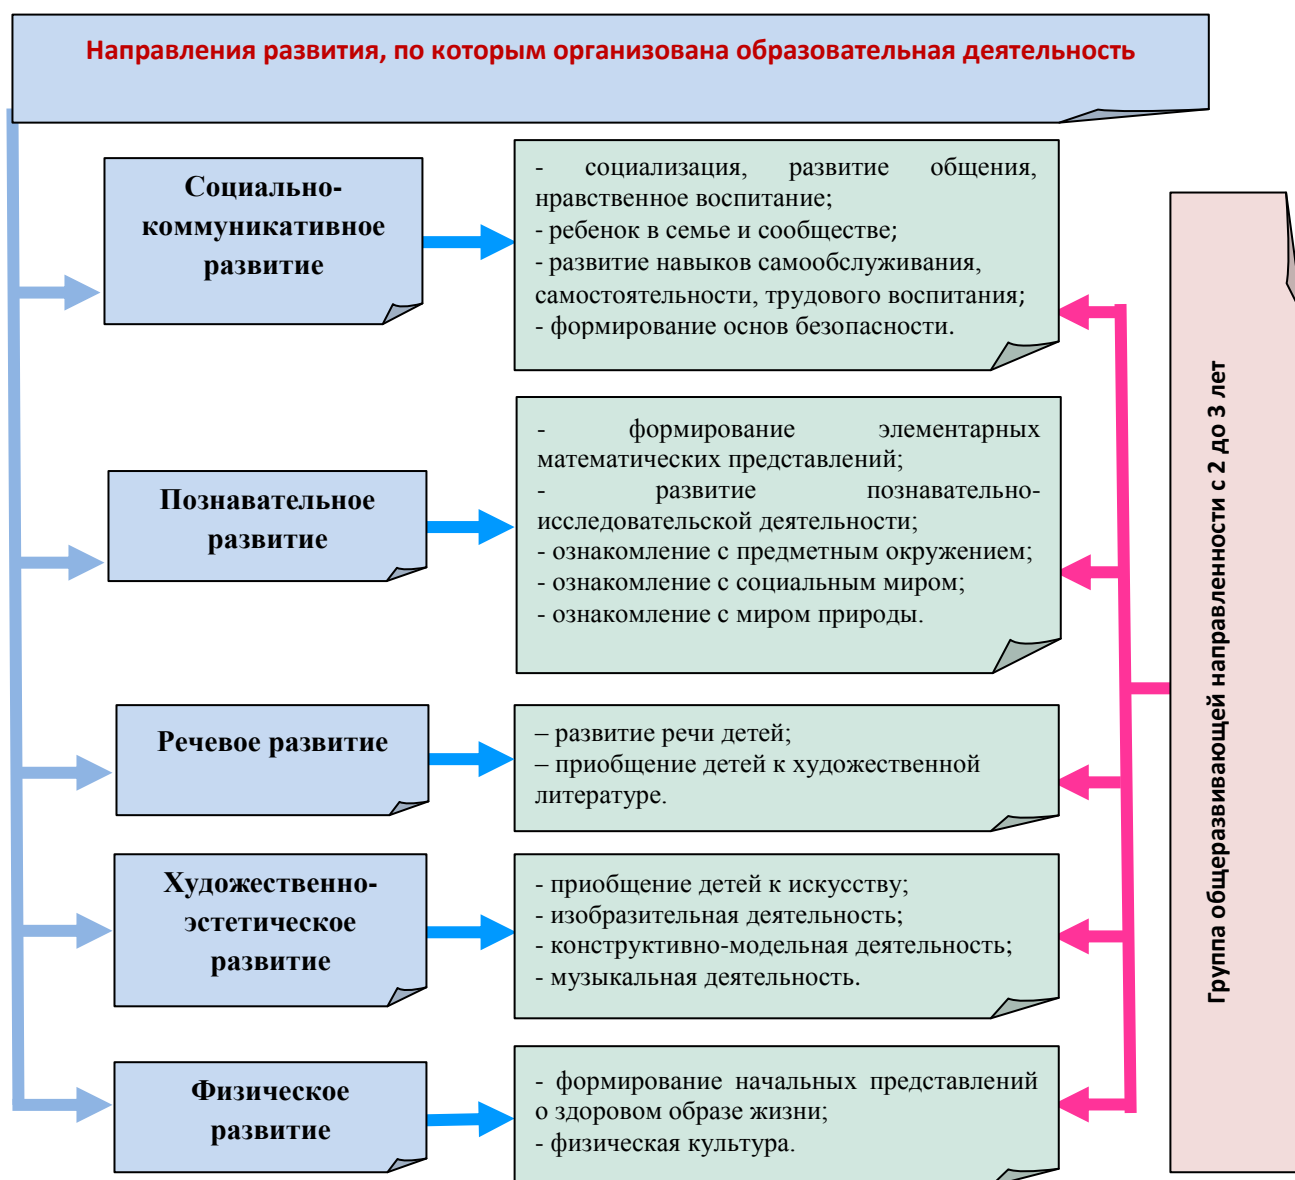 Направления развития, по которым организована образовательная деятельность
Социально-
коммуникативное
развитие
- социализация, развитие общения,
нравственное воспитание;
- ребенок в семье и сообществе;
- развитие навыков самообслуживания,
самостоятельности, трудового воспитания;
- формирование основ безопасности.
Познавательное
развитие
- формирование элементарных
математических представлений;
- развитие познавательно-
исследовательской деятельности;
- ознакомление с предметным окружением;
- ознакомление с социальным миром;
- ознакомление с миром природы.
Речевое развитие
– развитие речи детей;
– приобщение детей к художественной
литературе.
Художественно-
эстетическое
развитие
- приобщение детей к искусству;
- изобразительная деятельность;
- конструктивно-модельная деятельность;
- музыкальная деятельность.
Физическое
развитие
- формирование начальных представлений
о здоровом образе жизни;
- физическая культура.
Группа общеразвивающей направленности с 2 до 3 лет